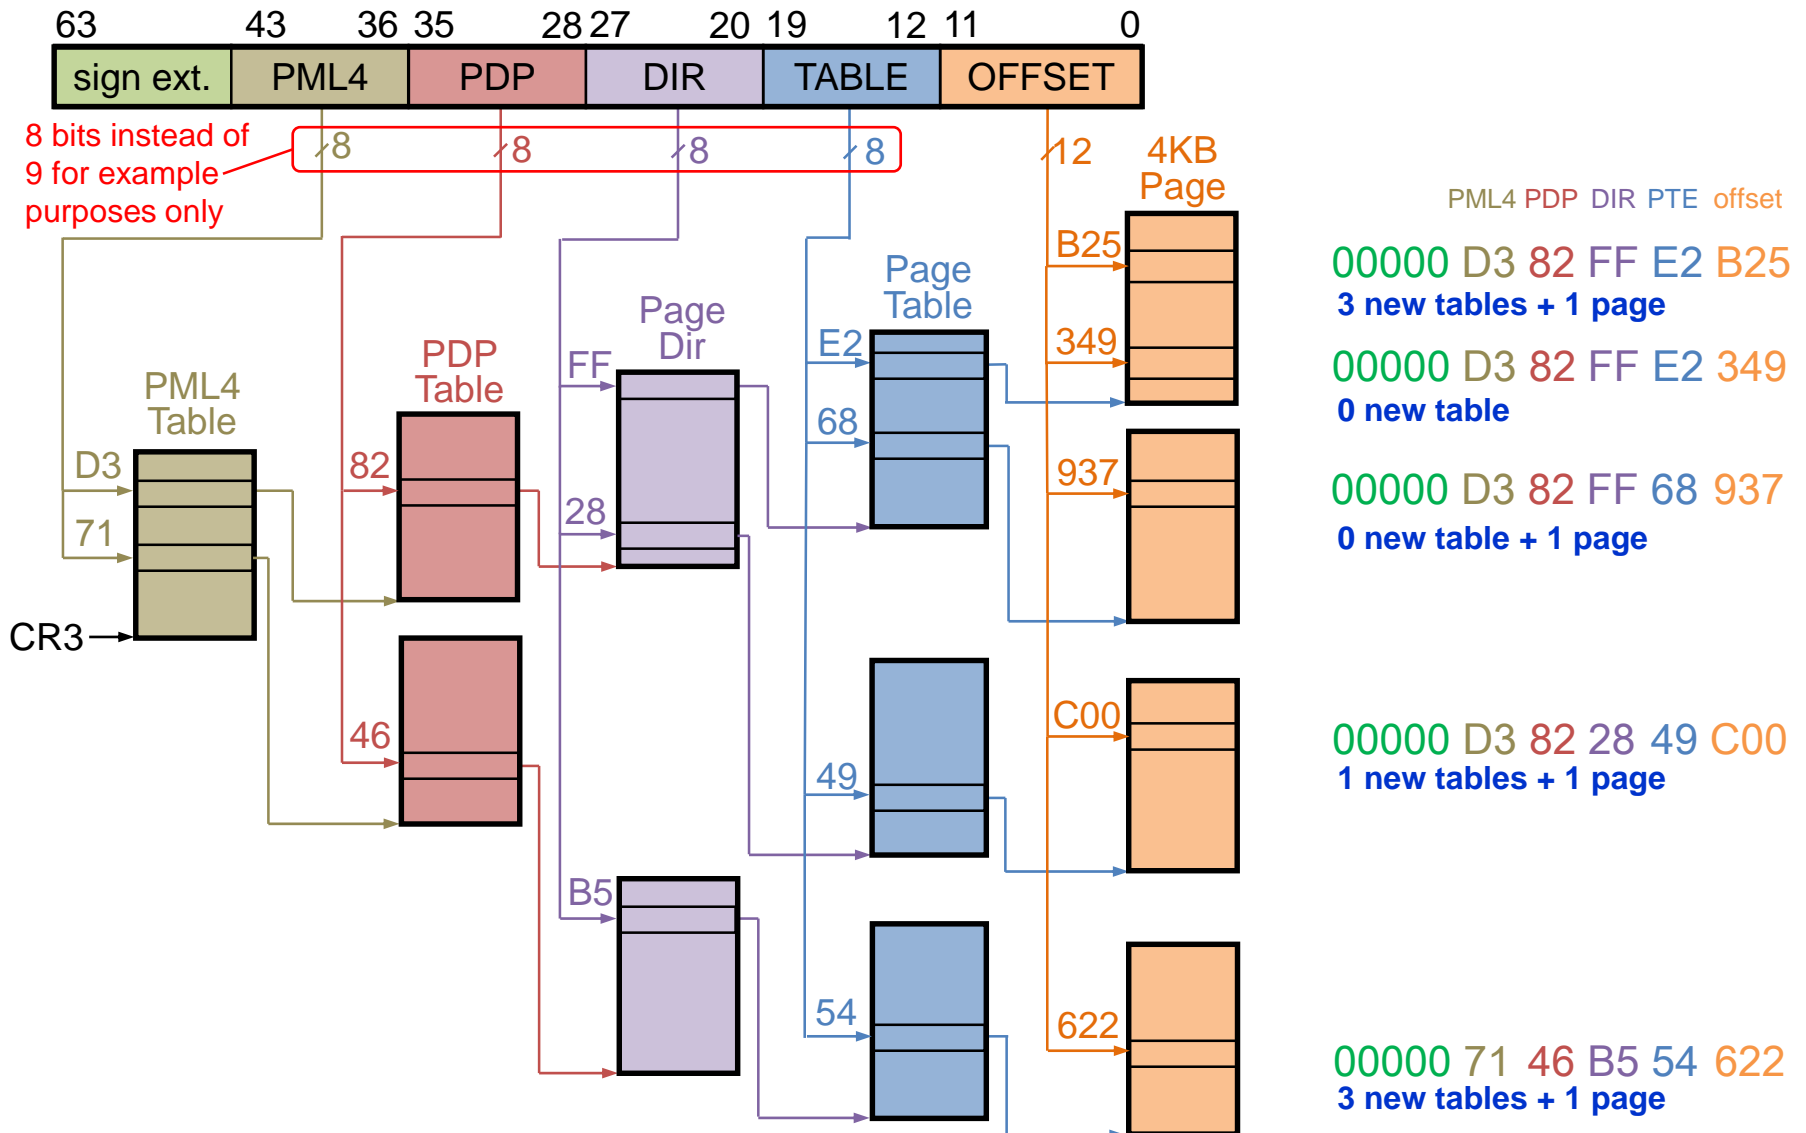 63 43 36 35 28 27 20 19 12 11 0
sign ext. PML4 PDP DIR TABLE OFFSET
8 bits instead of
9 for example
purposes only
8 8 8 8 12
4KB
Page
PML4 PDP DIR PTE offset
B25
00000 D3 82 FF E2 B25
3 new tables + 1 page
Page
Table
Page
Dir
E2
349
00000 D3 82 FF E2 349
0 new table
PDP
Table
FF
PML4
Table
68
D3
82
937
00000 D3 82 FF 68 937
0 new table + 1 page
28
71
CR3
46
C00
00000 D3 82 28 49 C00
1 new tables + 1 page
49
B5
54
622
00000 71 46 B5 54 622
3 new tables + 1 page